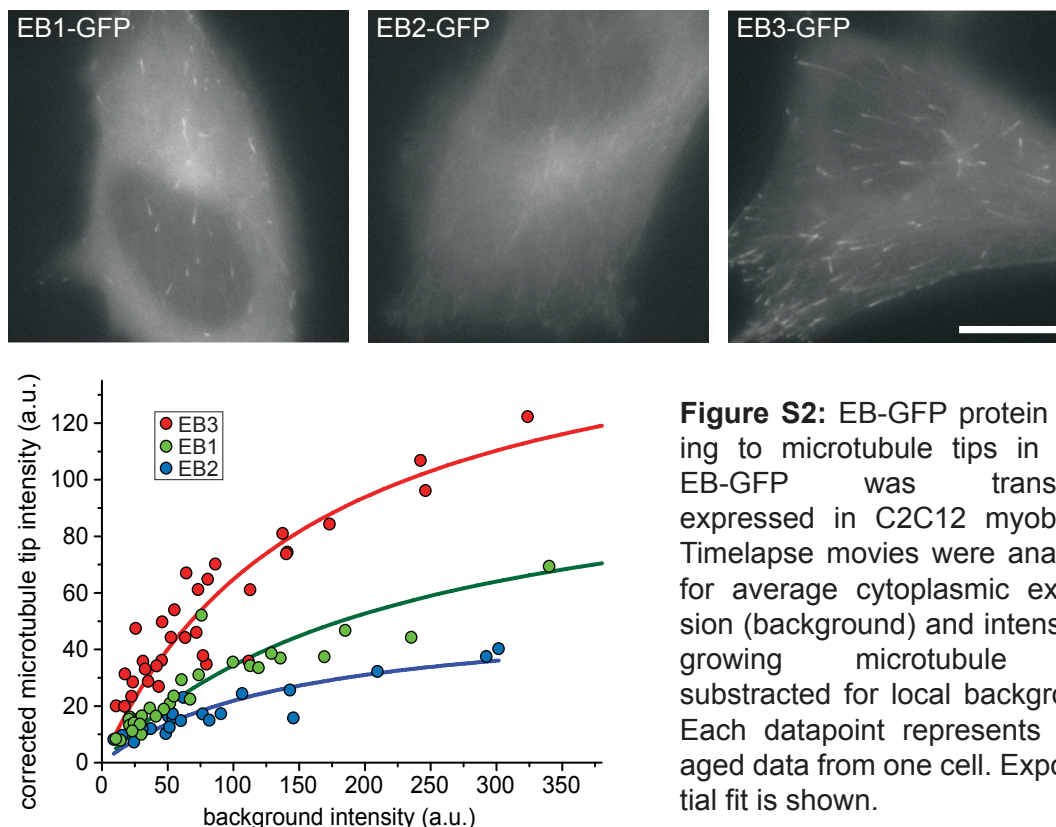 EB1-GFP
EB2-GFP
EB3-GFP
corrected microtubule tip intensity (a.u.)
120
100
80
60
40
20
0
EB3
EB1
EB2
0 50 100 150 200 250 300 350
background intensity (a.u.)
Figure S2: EB-GFP protein
ing to microtubule tips in
EB-GFP was trans
expressed in C2C12 myob
Timelapse movies were ana
for average cytoplasmic ex
sion (background) and intens
growing microtubule
substracted for local backgro
Each datapoint represents
aged data from one cell. Expo
tial fit is shown.